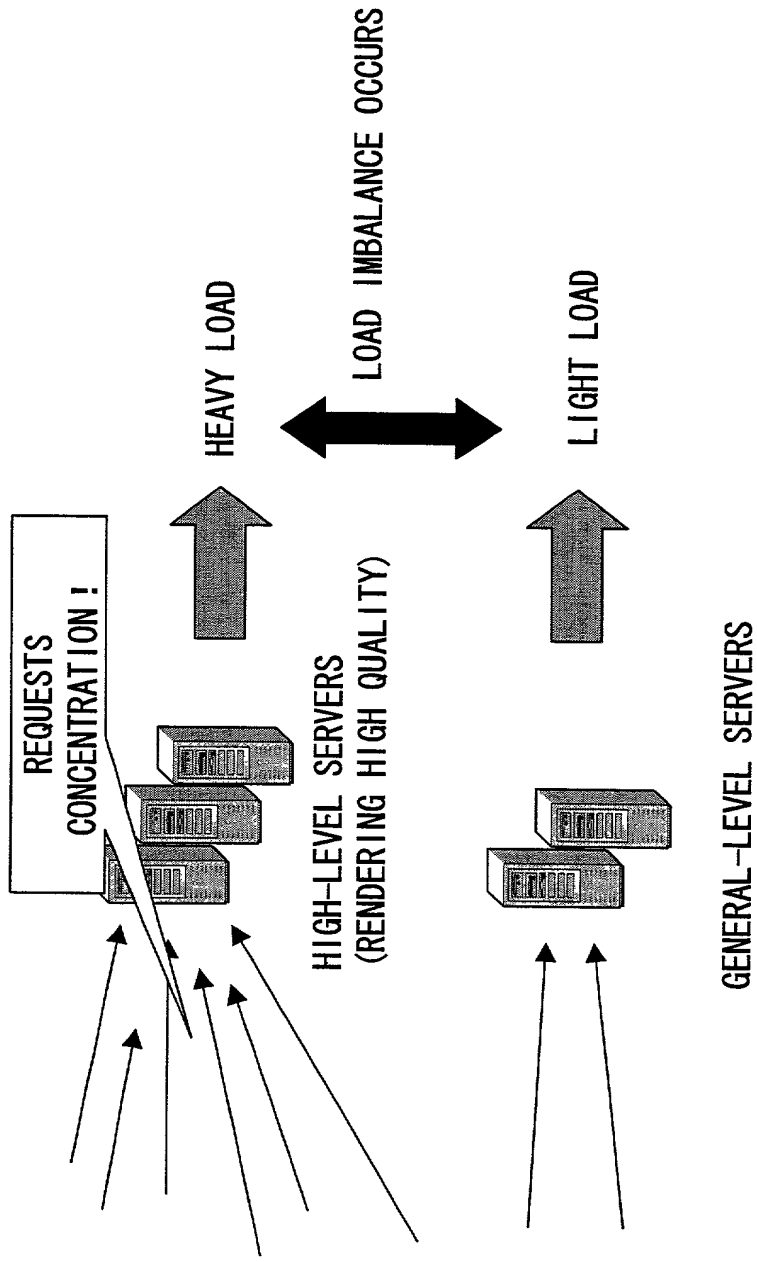 REQUESTS
CONCENTRATION!
HIGH-LEVEL SERVERS
(RENDERING HIGH QUALITY)
HEAVY LOAD
LOAD IMBALANCE OCCURS
LIGHT LOAD
GENERAL-LEVEL SERVERS